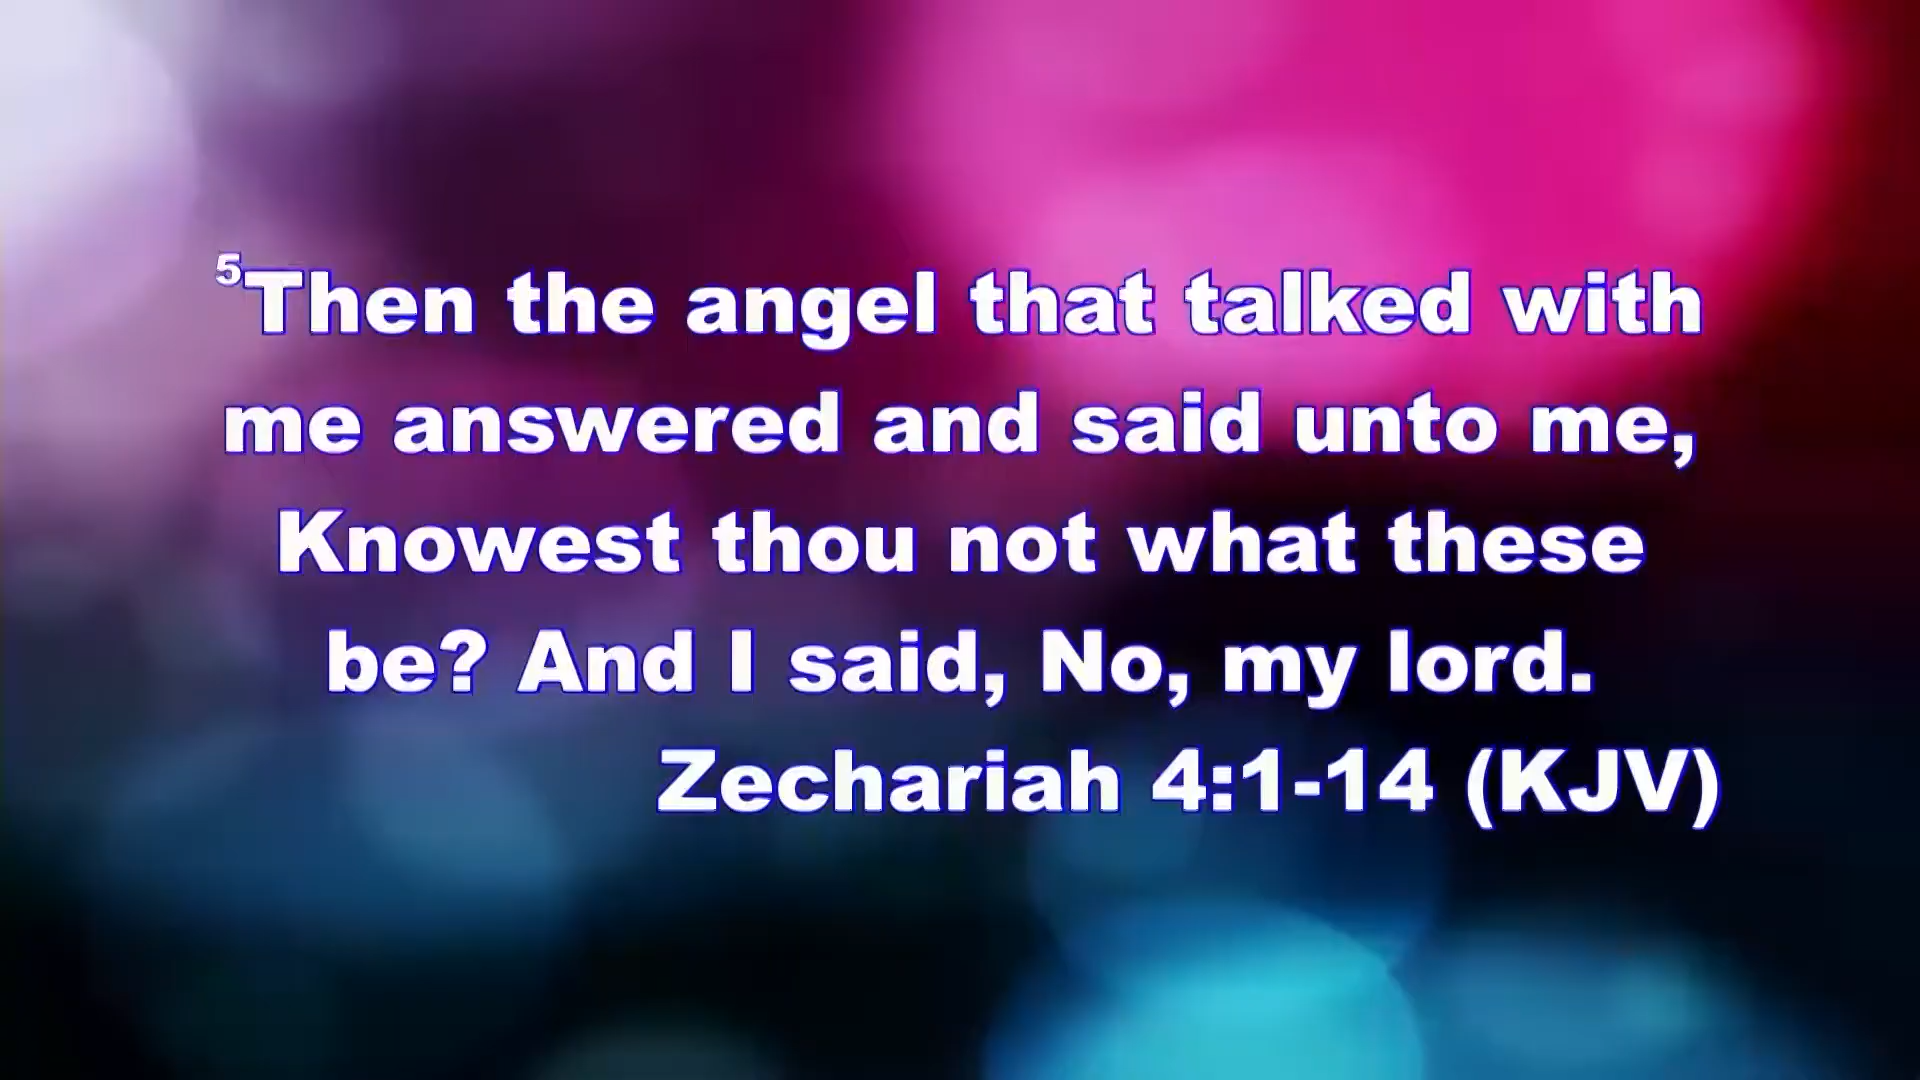 ⁵Then the angel that talked with
me answered and said unto me,
Knowest thou not what these
be? And I said, No, my lord.
Zechariah 4:1-14 (KJV)